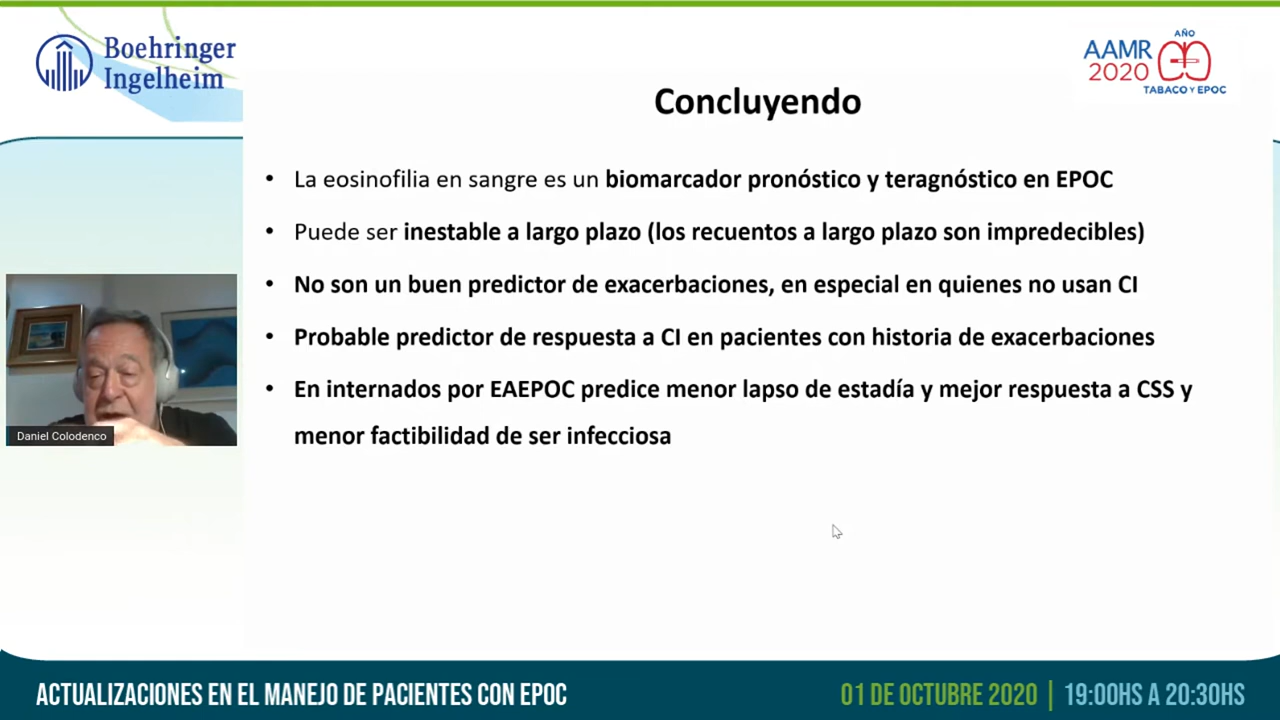 Boehringer
Ingelheim
AÑO
AAMR
2020
TABACO Y EPOC
Concluyendo
• La eosinofilia en sangre es un biomarcador pronóstico y teragnóstico en EPOC
• Puede ser inestable a largo plazo (los recuentos a largo plazo son impredecibles)
• No son un buen predictor de exacerbaciones, en especial en quienes no usan CI
• Probable predictor de respuesta a CI en pacientes con historia de exacerbaciones
• En internados por EAEPOC predice menor lapso de estadía y mejor respuesta a CSS y
menor factibilidad de ser infecciosa
Daniel Colodenco
ACTUALIZACIONES EN EL MANEJO DE PACIENTES CON EPOC
01 DE OCTUBRE 2020 | 19:00HS A 20:30HS